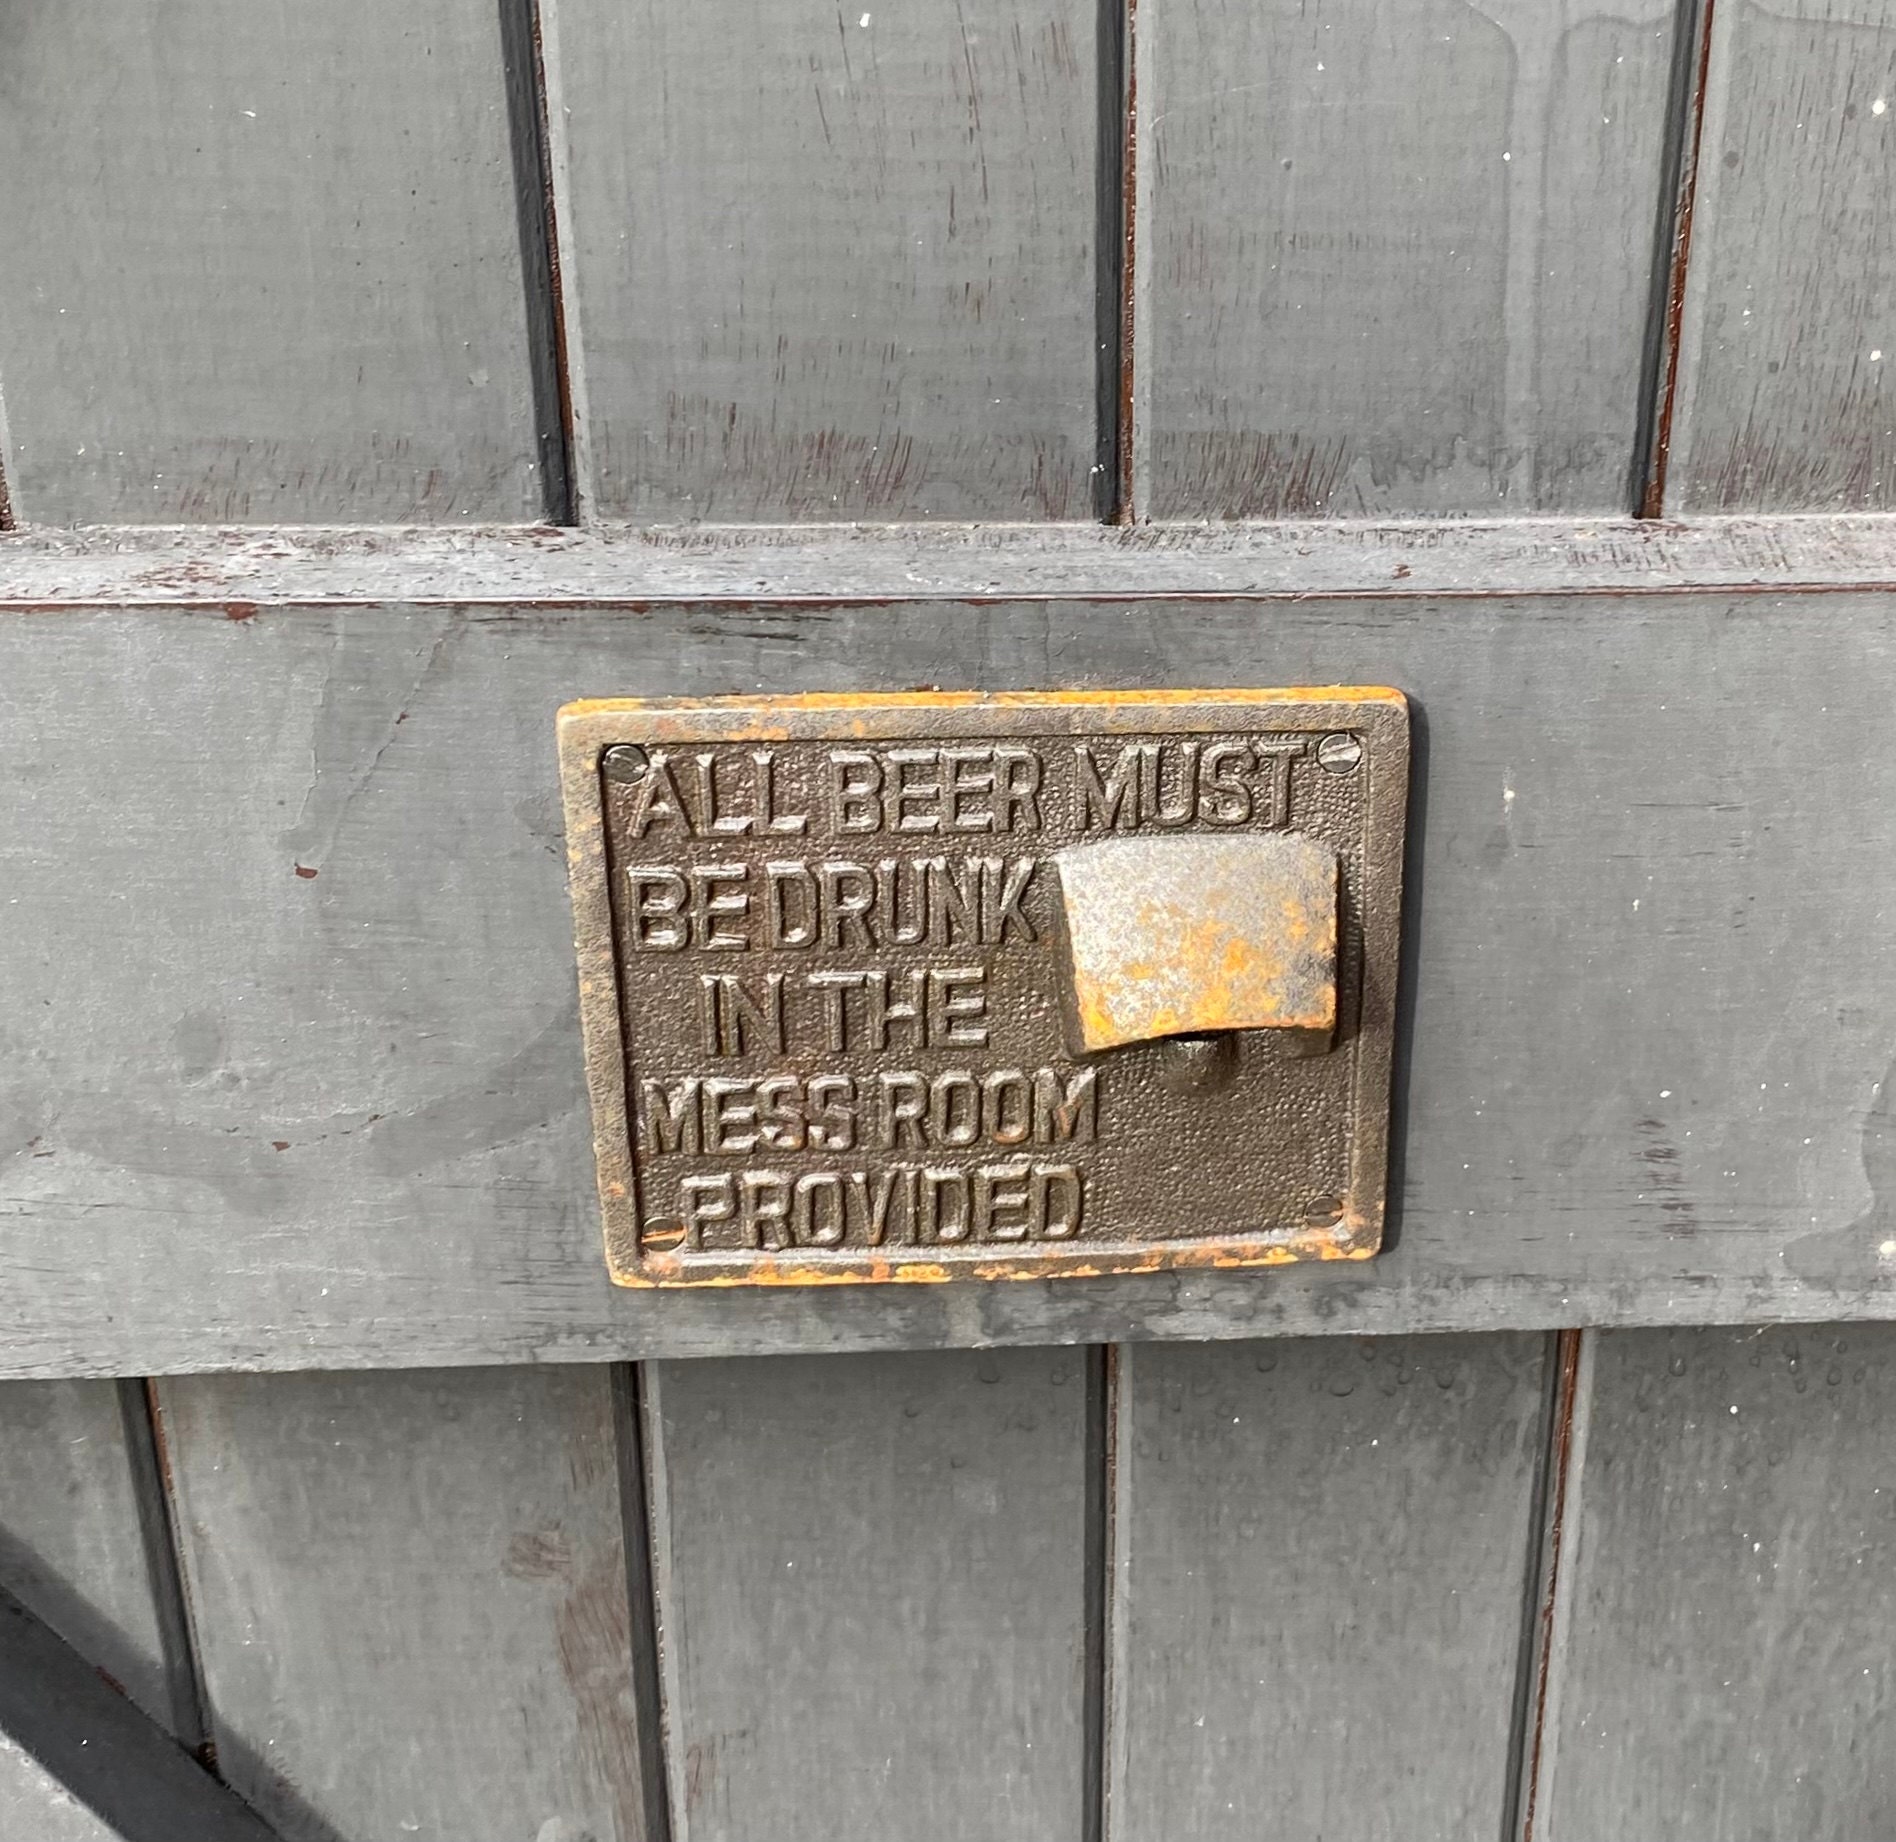 ALL BEER MUST
BE DRUNK
IN THE
MESS ROOM
PROVIDED